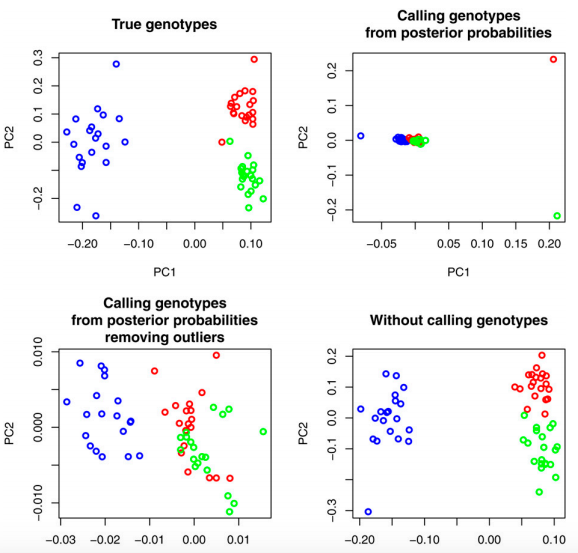 True genotypes
PC2
0.3
0.2
0.1
0.0
−0.2
−0.20
−0.10
0.00
0.10
PC1
Calling genotypes
from posterior probabilities
PC2
0.2
0.1
0.0
−0.1
−0.2
−0.05
0.05
0.10
0.15
0.20
PC1
Calling genotypes
from posterior probabilities
removing outliers
PC2
0.010
0.000
−0.010
−0.03
−0.02
−0.01
0.00
0.01
Without calling genotypes
PC2
0.2
0.1
0.0
−0.1
−0.3
−0.20
−0.10
0.00
0.10